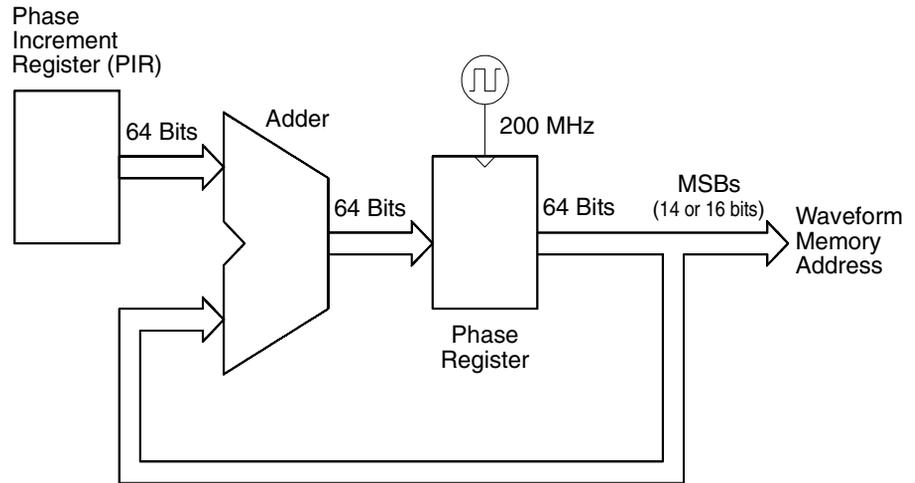 Phase
Increment
Register (PIR)
64 Bits
Adder
64 Bits
200 MHz
64 Bits
MSBs
(14 or 16 bits)
Waveform
Memory
Address
Phase
Register